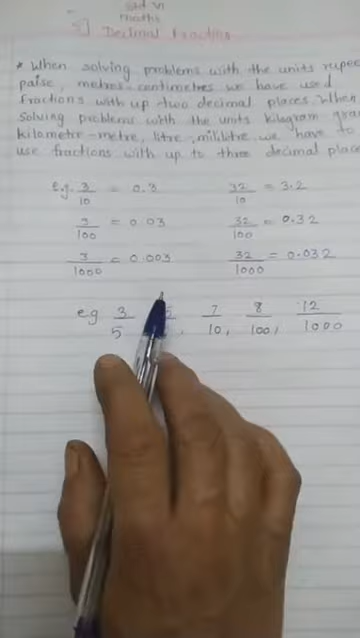 Std VI
Maths
5] Decimal Fraction
* When solving problems with the units rupee
paise, metres-centimetres we have used
fractions with up-two decimal places. When
solving problems with the units kilogram gra
kilometre-metre, litre, mililitre we have to
use fractions with up to three decimal place
e.g. 3/10 = 0.3 32/10 = 3.2
3/100 = 0.03 32/100 = 0.32
3/1000 = 0.003 32/1000 = 0.032
e.g 3/5 7/10, 8/100, 12/1000